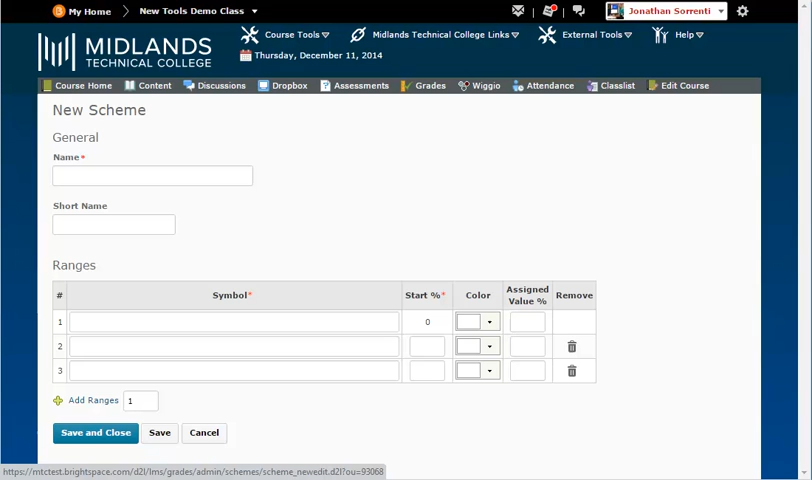 My Home
New Tools Demo Class
Jonathan Sorrenti
MIDLANDS
TECHNICAL COLLEGE
Course Tools
Midlands Technical College Links
External Tools
Help
Thursday, December 11, 2014
Course Home
Content
Discussions
Dropbox
Assessments
Grades
Wiggio
Attendance
Classlist
Edit Course
New Scheme
General
Name*
Short Name
Ranges
# Symbol* Start %* Color Assigned Value % Remove
1 0
2
3
Add Ranges 1
Save and Close Save Cancel
https://mtctest.brightspace.com/d2l/lms/grades/admin/schemes/scheme_newedit.d2l?ou=93068